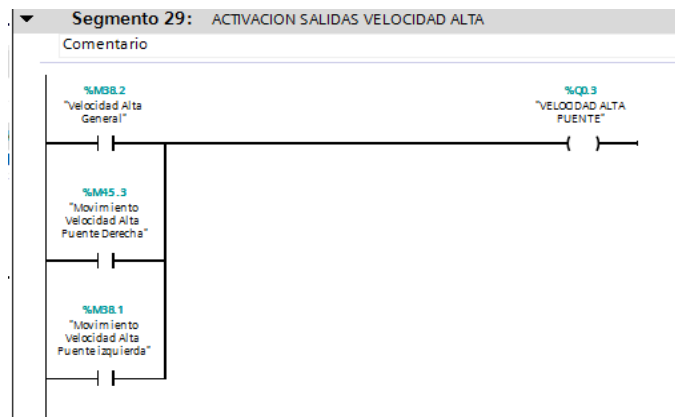 Segmento 29: ACTIVACION SALIDAS VELOCIDAD ALTA
Comentario
%M38.2
"Velocidad Alta
General"
%Q0.3
"VELOCIDAD ALTA
PUENTE"
%M45.3
"Movimiento
Velocidad Alta
Puente Derecha"
%M38.1
"Movimiento
Velocidad Alta
Puente izquierda"